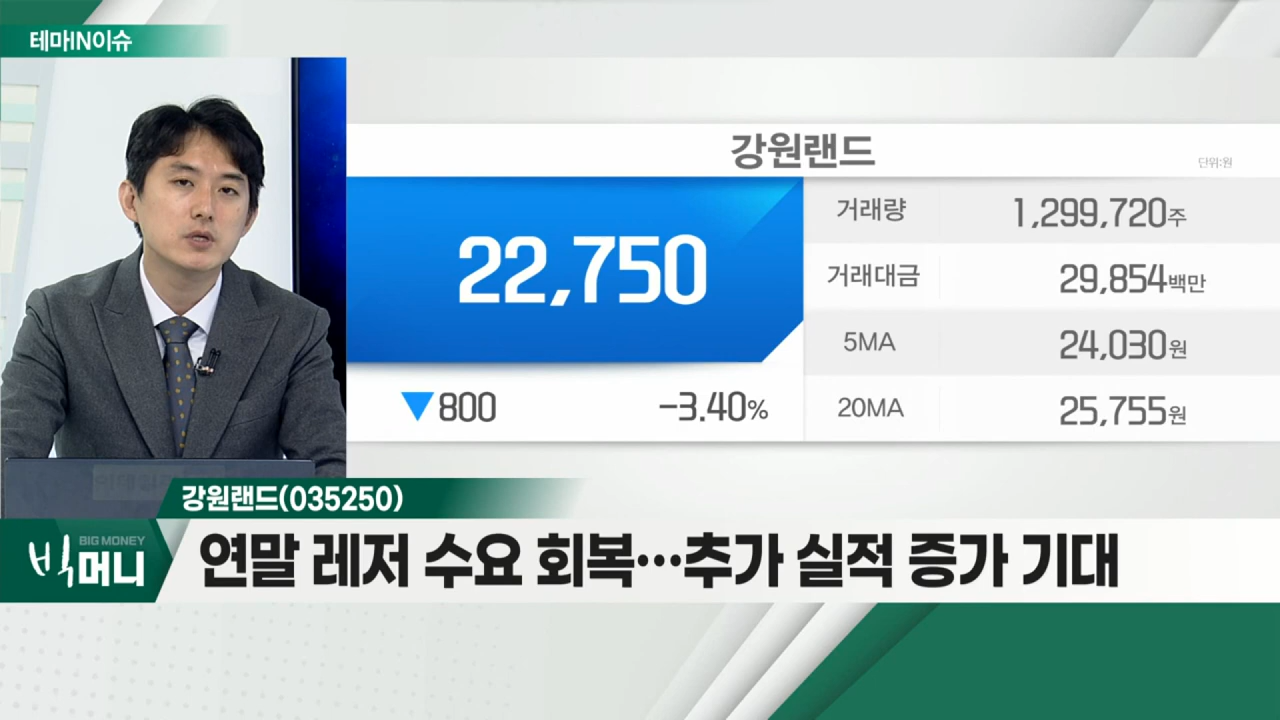 테마IN이슈
강원랜드
단위:원
22,750
▼800 -3.40%
거래량 1,299,720주
거래대금 29,854백만
5MA 24,030원
20MA 25,755원
강원랜드(035250)
BIG MONEY
빅머니
연말 레저 수요 회복…추가 실적 증가 기대